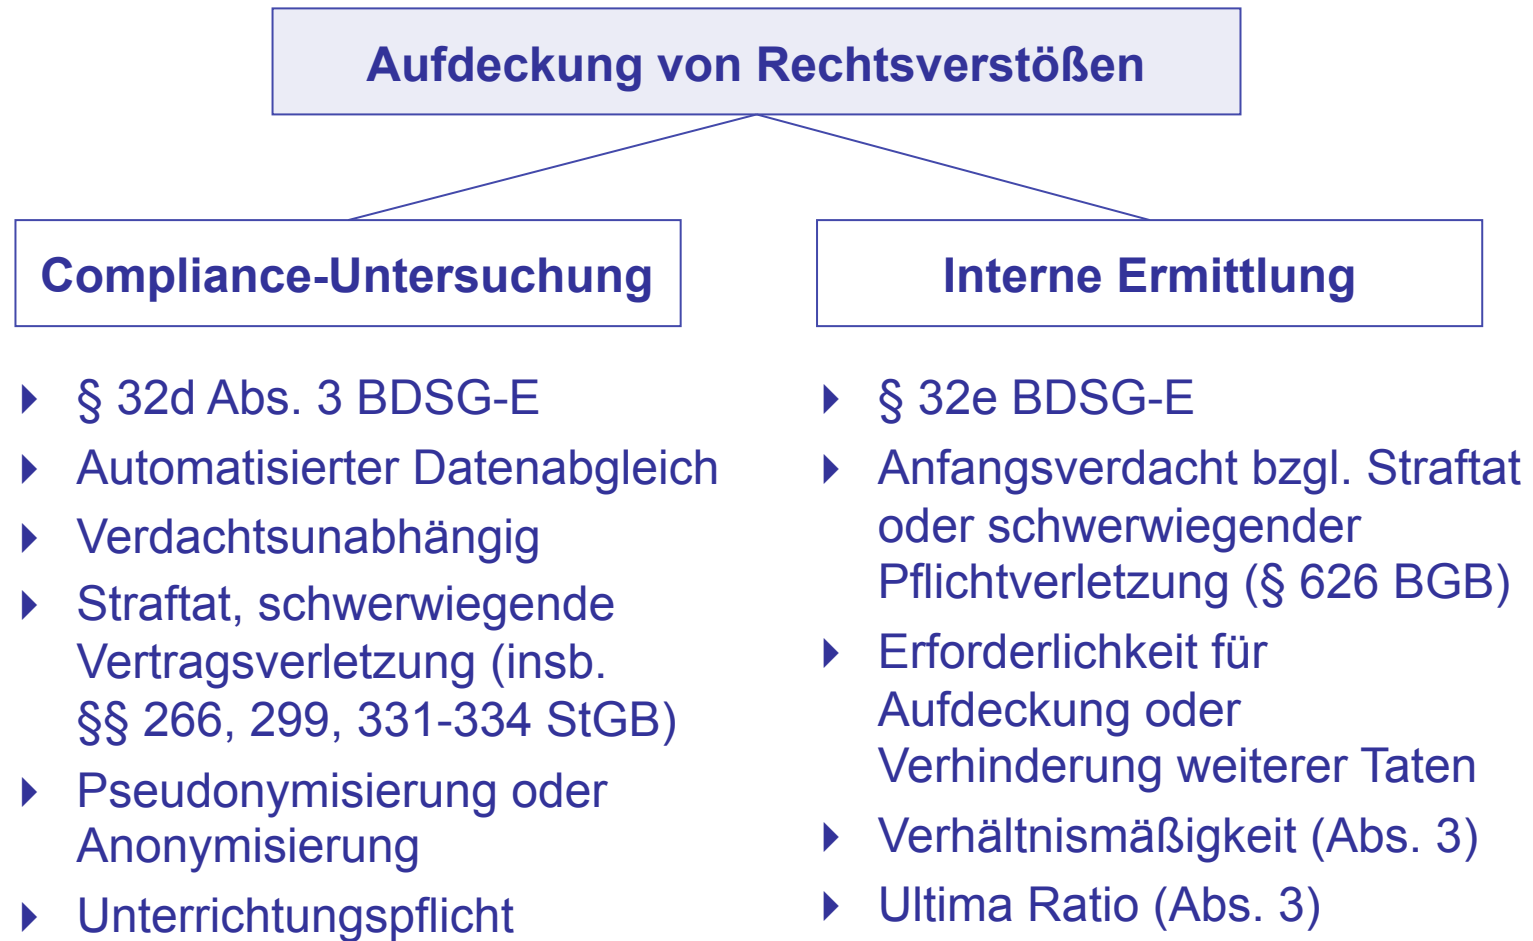 Aufdeckung von Rechtsverstößen
Compliance-Untersuchung
§ 32d Abs. 3 BDSG-E
Automatisierter Datenabgleich
Verdachtsunabhängig
Straftat, schwerwiegende
Vertragsverletzung (insb.
§§ 266, 299, 331-334 StGB)
Pseudonymisierung oder
Anonymisierung
Unterrichtungspflicht
Interne Ermittlung
§ 32e BDSG-E
Anfangsverdacht bzgl. Straftat
oder schwerwiegender
Pflichtverletzung (§ 626 BGB)
Erforderlichkeit für
Aufdeckung oder
Verhinderung weiterer Taten
Verhältnismäßigkeit (Abs. 3)
Ultima Ratio (Abs. 3)